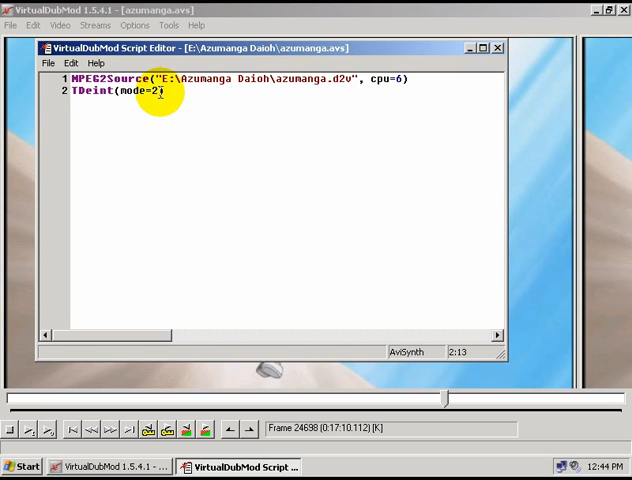 VirtualDubMod 1.5.4.1 - [azumanga.avs]
File Edit Video Streams Options Tools Help
VirtualDubMod Script Editor - [E:\Azumanga Daioh\azumanga.avs]
File Edit Help
1 MPEG2Source("E:\Azumanga Daioh\azumanga.d2v", cpu=6)
2 TDeint(mode=2)
AviSynth 2:13
Frame 24698 (0:17:10.112) [K]
Start VirtualDubMod 1.5.4.1 - ... VirtualDubMod Script ... 12:44 PM